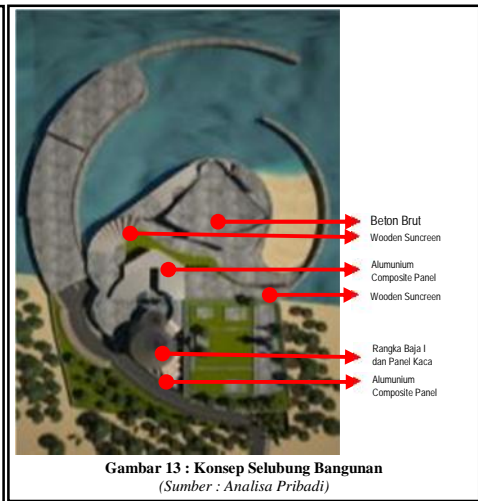 Beton Brut
Wooden Suncreen
Alumunium
Composite Panel
Wooden Suncreen
Rangka Baja I
dan Panel Kaca
Alumunium
Composite Panel
Gambar 13 : Konsep Selubung Bangunan
(Sumber : Analisa Pribadi)